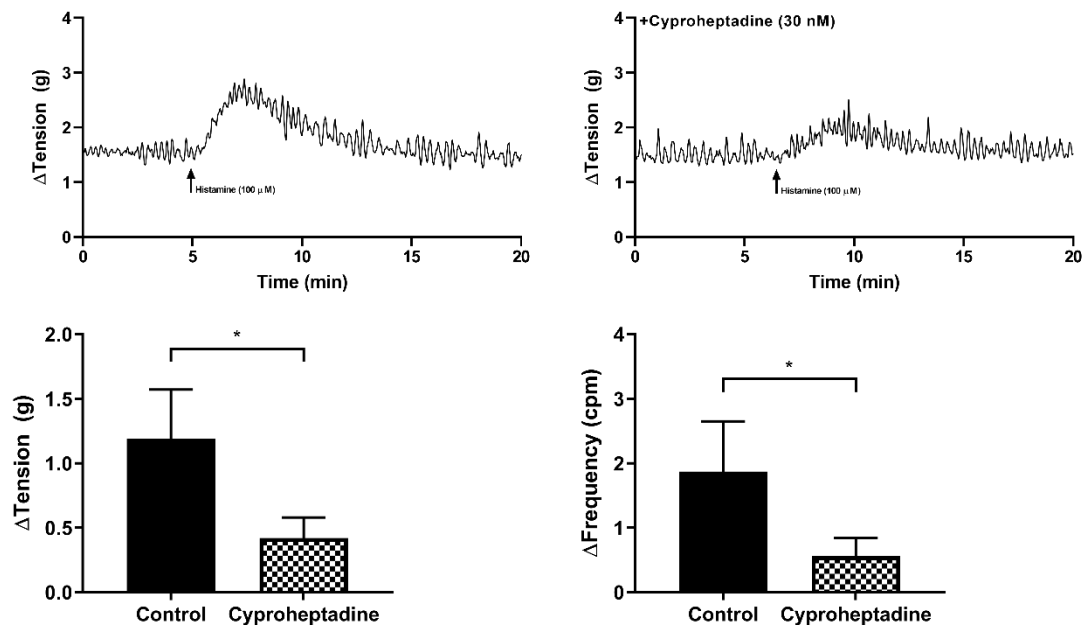 4
3
2
1
0
ΔTension (g)
Histamine (100 μM)
0 5 10 15 20
Time (min)
+Cyproheptadine (30 nM)
4
3
2
1
0
ΔTension (g)
Histamine (100 μM)
0 5 10 15 20
Time (min)
2.0
1.5
1.0
0.5
0.0
ΔTension (g)
*
Control Cyproheptadine
4
3
2
1
0
ΔFrequency (cpm)
*
Control Cyproheptadine